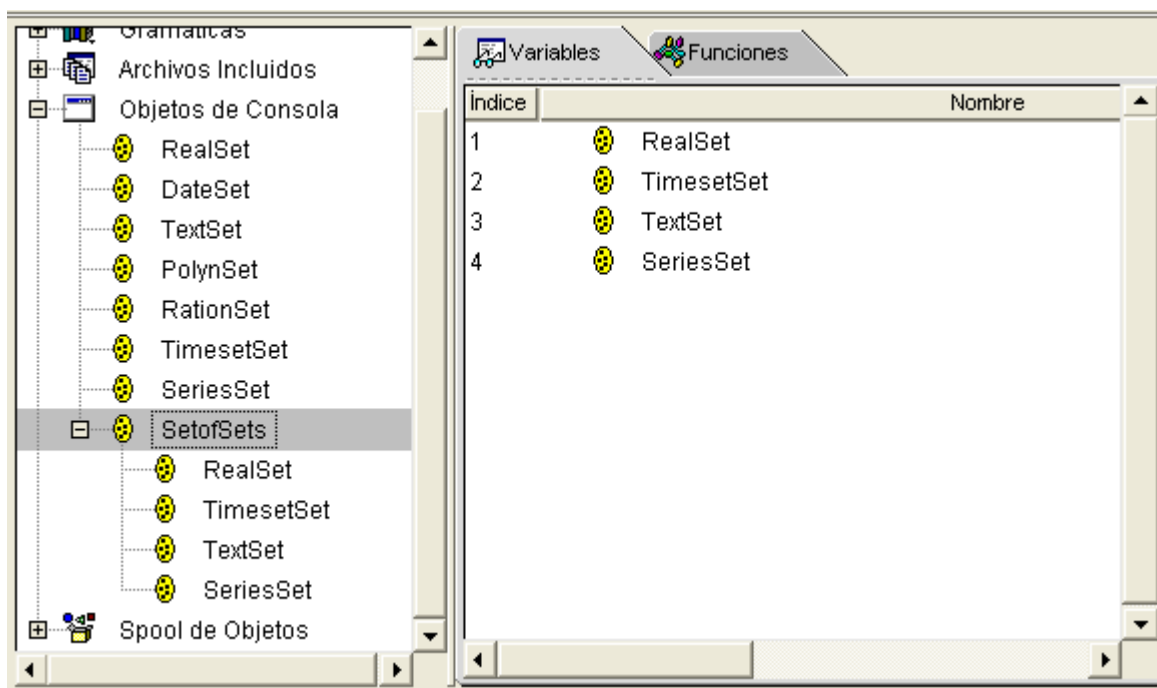 Gramaticas
Archivos Incluidos
Objetos de Consola
RealSet
DateSet
TextSet
PolynSet
RationSet
TimesetSet
SeriesSet
SetofSets
RealSet
TimesetSet
TextSet
SeriesSet
Spool de Objetos
Variables
Funciones
Índice Nombre
1 RealSet
2 TimesetSet
3 TextSet
4 SeriesSet